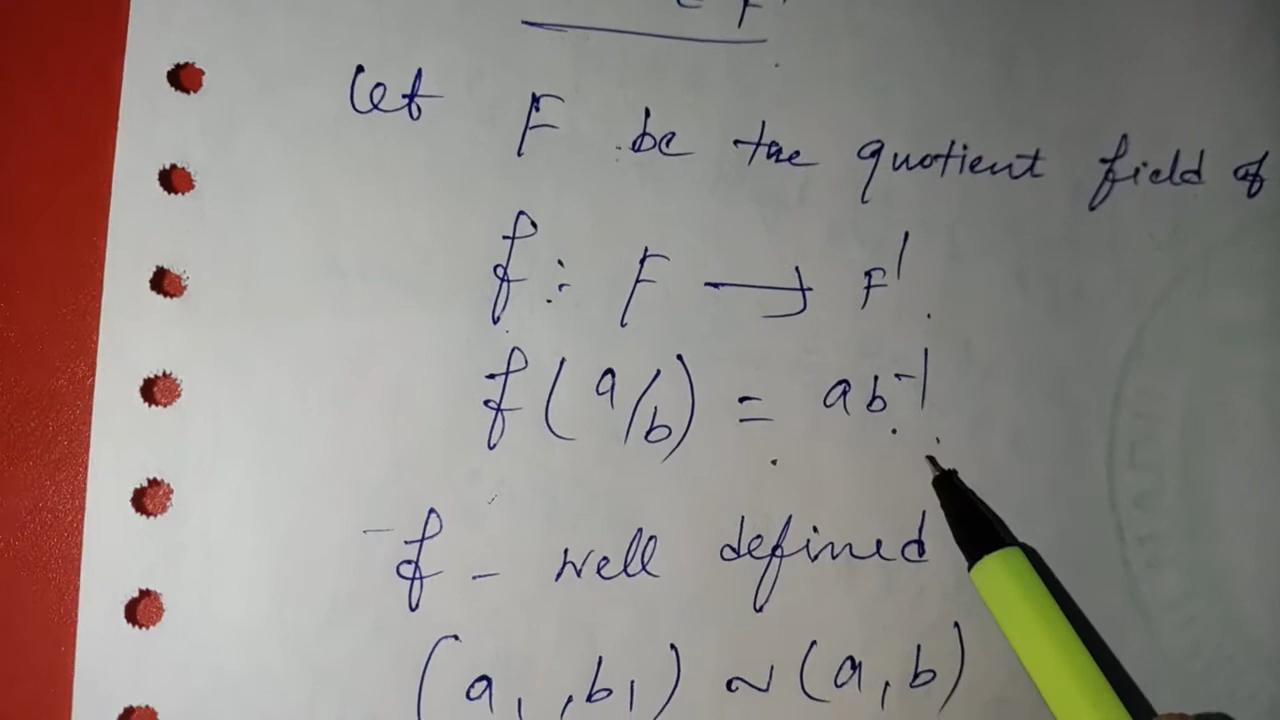 Let F be the quotient field of
f : F → F'
f(a/b) = ab⁻¹
- f - well defined
(a₁, b₁) ~ (a, b)